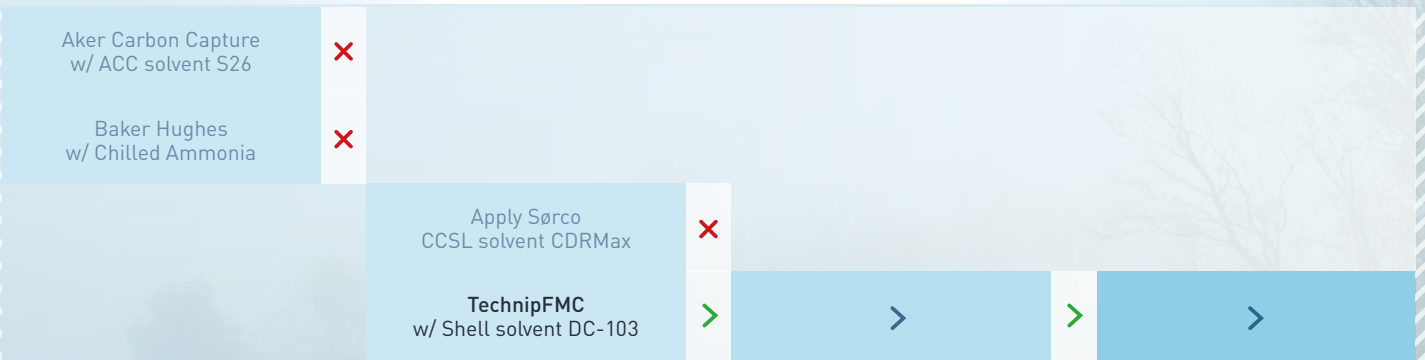 Aker Carbon Capture
w/ ACC solvent S26
Baker Hughes
w/ Chilled Ammonia
Apply Sørco
CCSL solvent CDRMax
TechnipFMC
w/ Shell solvent DC-103